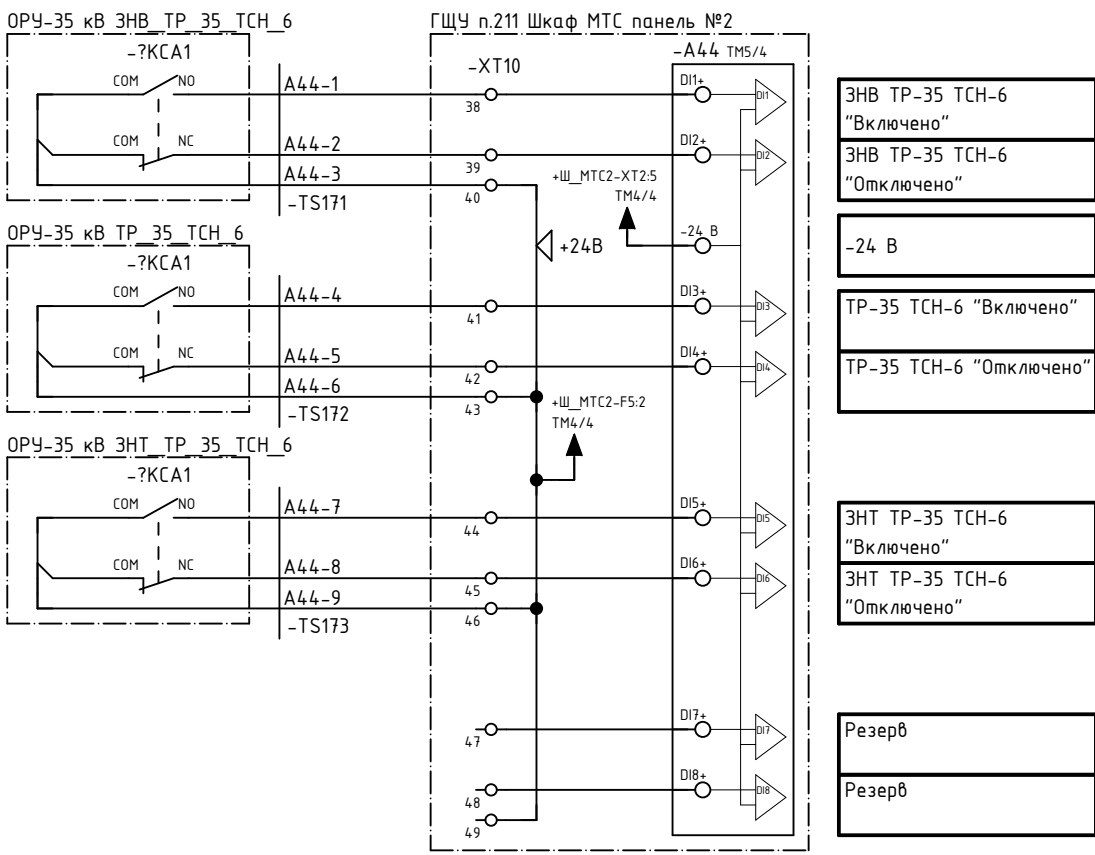 ОРУ-35 кВ ЗНВ_ТР_35_ТСН_6
-?КСА1
COM NO
COM NC
A44-1
A44-2
A44-3
-TS171
ОРУ-35 кВ ТР_35_ТСН_6
-?КСА1
COM NO
COM NC
A44-4
A44-5
A44-6
-TS172
ОРУ-35 кВ ЗНТ_ТР_35_ТСН_6
-?КСА1
COM NO
COM NC
A44-7
A44-8
A44-9
-TS173
ГЩУ п.211 Шкаф МТС панель №2
-XT10
38
39
40
41
42
43
44
45
46
47
48
49
+Ш_МТС2-XT2:5
TM4/4
+24В
+Ш_МТС2-F5:2
TM4/4
-A44 TM5/4
DI1+ DI1
DI2+ DI2
-24 В
DI3+ DI3
DI4+ DI4
DI5+ DI5
DI6+ DI6
DI7+ DI7
DI8+ DI8
ЗНВ ТР-35 ТСН-6
"Включено"
ЗНВ ТР-35 ТСН-6
"Отключено"
-24 В
ТР-35 ТСН-6 "Включено"
ТР-35 ТСН-6 "Отключено"
ЗНТ ТР-35 ТСН-6
"Включено"
ЗНТ ТР-35 ТСН-6
"Отключено"
Резерв
Резерв